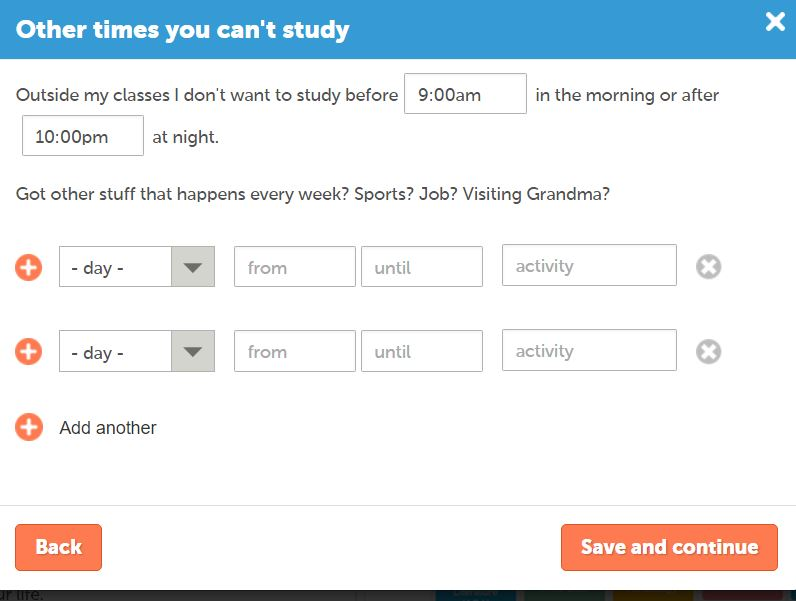 Other times you can't study
Outside my classes I don't want to study before 9:00am in the morning or after
10:00pm at night.
Got other stuff that happens every week? Sports? Job? Visiting Grandma?
- day - from until activity
- day - from until activity
Add another
Back Save and continue
life.